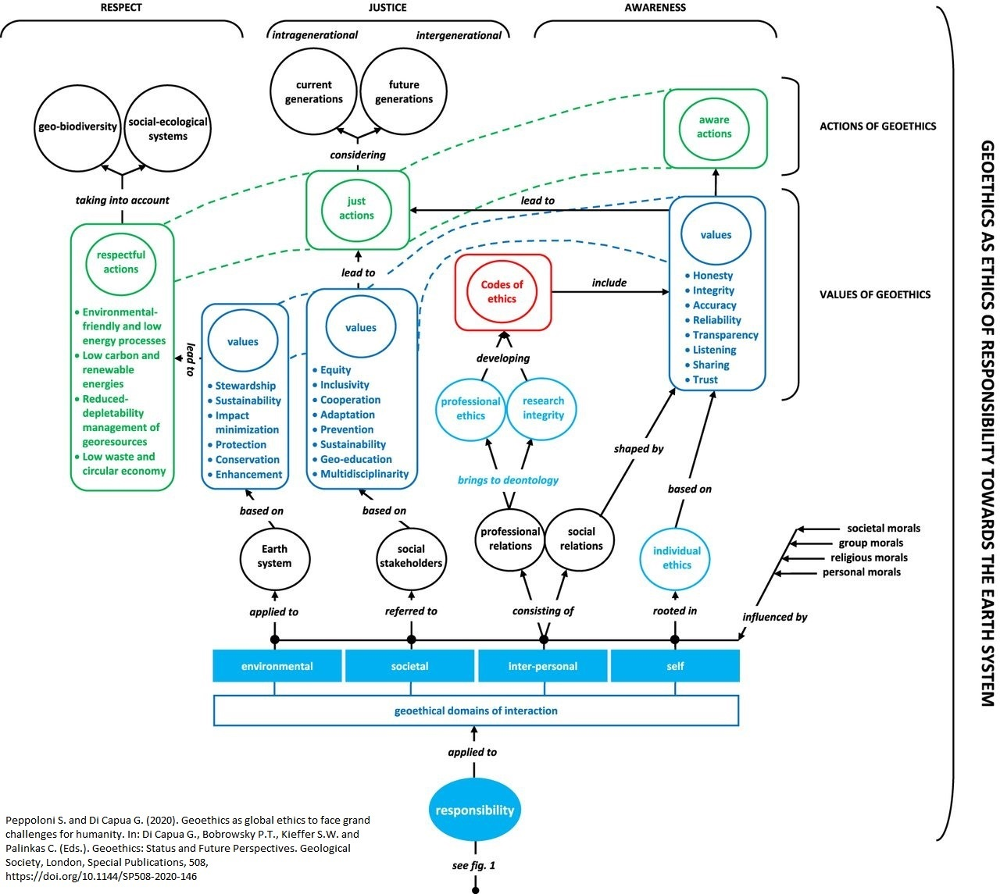 RESPECT
JUSTICE
AWARENESS
intragenerational
intergenerational
current
generations
future
generations
geo-biodiversity
social-ecological
systems
considering
taking into account
aware
actions
ACTIONS OF GEOETHICS
just
actions
lead to
values
• Honesty
• Integrity
• Accuracy
• Reliability
• Transparency
• Listening
• Sharing
• Trust
VALUES OF GEOETHICS
respectful
actions
• Environmental-
friendly and low
energy processes
• Low carbon and
renewable
energies
• Reduced-
depletability
management of
georesources
• Low waste and
circular economy
lead to
values
• Stewardship
• Sustainability
• Impact
minimization
• Protection
• Conservation
• Enhancement
lead to
values
• Equity
• Inclusivity
• Cooperation
• Adaptation
• Prevention
• Sustainability
• Geo-education
• Multidisciplinarity
Codes of
ethics
include
developing
professional
ethics
research
integrity
brings to deontology
shaped by
based on
based on
based on
Earth
system
social
stakeholders
professional
relations
social
relations
individual
ethics
societal morals
group morals
religious morals
personal morals
influenced by
applied to
referred to
consisting of
rooted in
environmental
societal
inter-personal
self
geoethical domains of interaction
applied to
responsibility
see fig. 1
GEOETHICS AS ETHICS OF RESPONSIBILITY TOWARDS THE EARTH SYSTEM
Peppoloni S. and Di Capua G. (2020). Geoethics as global ethics to face grand
challenges for humanity. In: Di Capua G., Bobrowsky P.T., Kieffer S.W. and
Palinkas C. (Eds.). Geoethics: Status and Future Perspectives. Geological
Society, London, Special Publications, 508,
https://doi.org/10.1144/SP508-2020-146